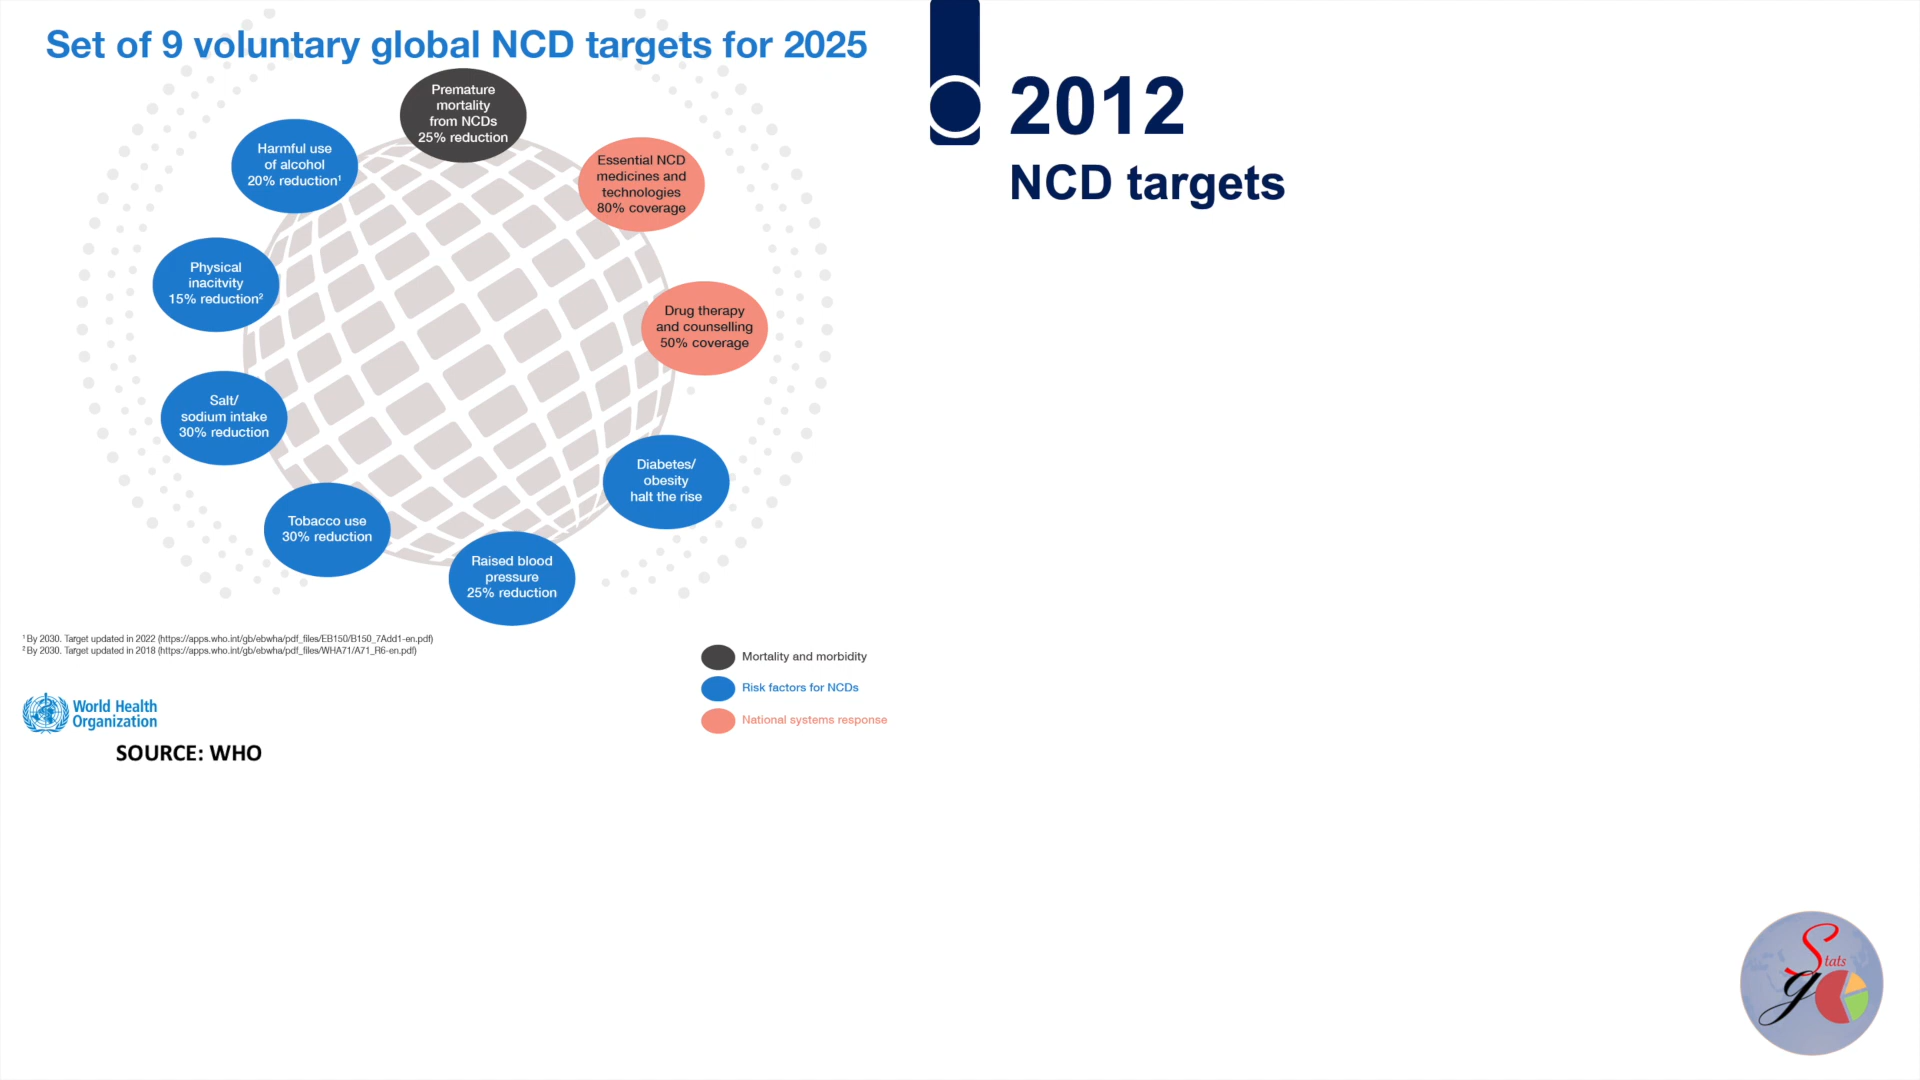 Set of 9 voluntary global NCD targets for 2025
Premature
mortality
from NCDs
25% reduction
Essential NCD
medicines and
technologies
80% coverage
Drug therapy
and counselling
50% coverage
Diabetes/
obesity
halt the rise
Raised blood
pressure
25% reduction
Tobacco use
30% reduction
Salt/
sodium intake
30% reduction
Physical
inacitvity
15% reduction²
Harmful use
of alcohol
20% reduction¹
¹ By 2030. Target updated in 2022 (https://apps.who.int/gb/ebwha/pdf_files/EB150/B150_7Add1-en.pdf)
² By 2030. Target updated in 2018 (https://apps.who.int/gb/ebwha/pdf_files/WHA71/A71_R6-en.pdf)
Mortality and morbidity
Risk factors for NCDs
National systems response
World Health
Organization
SOURCE: WHO
2012
NCD targets
Stats
g